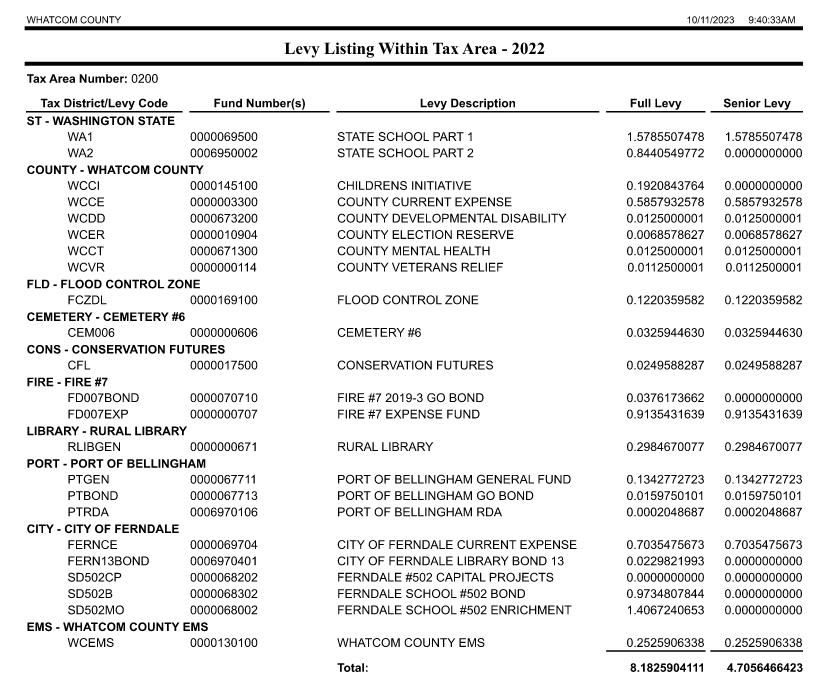 WHATCOM COUNTY 10/11/2023 9:40:33AM
Levy Listing Within Tax Area - 2022
Tax Area Number: 0200
Tax District/Levy Code Fund Number(s) Levy Description Full Levy Senior Levy
ST - WASHINGTON STATE
WA1 0000069500 STATE SCHOOL PART 1 1.5785507478 1.5785507478
WA2 0006950002 STATE SCHOOL PART 2 0.8440549772 0.0000000000
COUNTY - WHATCOM COUNTY
WCCI 0000145100 CHILDRENS INITIATIVE 0.1920843764 0.0000000000
WCCE 0000003300 COUNTY CURRENT EXPENSE 0.5857932578 0.5857932578
WCDD 0000673200 COUNTY DEVELOPMENTAL DISABILITY 0.0125000001 0.0125000001
WCER 0000010904 COUNTY ELECTION RESERVE 0.0068578627 0.0068578627
WCCT 0000671300 COUNTY MENTAL HEALTH 0.0125000001 0.0125000001
WCVR 0000000114 COUNTY VETERANS RELIEF 0.0112500001 0.0112500001
FLD - FLOOD CONTROL ZONE
FCZDL 0000169100 FLOOD CONTROL ZONE 0.1220359582 0.1220359582
CEMETERY - CEMETERY #6
CEM006 0000000606 CEMETERY #6 0.0325944630 0.0325944630
CONS - CONSERVATION FUTURES
CFL 0000017500 CONSERVATION FUTURES 0.0249588287 0.0249588287
FIRE - FIRE #7
FD007BOND 0000070710 FIRE #7 2019-3 GO BOND 0.0376173662 0.0000000000
FD007EXP 0000000707 FIRE #7 EXPENSE FUND 0.9135431639 0.9135431639
LIBRARY - RURAL LIBRARY
RLIBGEN 0000000671 RURAL LIBRARY 0.2984670077 0.2984670077
PORT - PORT OF BELLINGHAM
PTGEN 0000067711 PORT OF BELLINGHAM GENERAL FUND 0.1342772723 0.1342772723
PTBOND 0000067713 PORT OF BELLINGHAM GO BOND 0.0159750101 0.0159750101
PTRDA 0006970106 PORT OF BELLINGHAM RDA 0.0002048687 0.0002048687
CITY - CITY OF FERNDALE
FERNCE 0000069704 CITY OF FERNDALE CURRENT EXPENSE 0.7035475673 0.7035475673
FERN13BOND 0006970401 CITY OF FERNDALE LIBRARY BOND 13 0.0229821993 0.0000000000
SD502CP 0000068202 FERNDALE #502 CAPITAL PROJECTS 0.0000000000 0.0000000000
SD502B 0000068302 FERNDALE SCHOOL #502 BOND 0.9734807844 0.0000000000
SD502MO 0000068002 FERNDALE SCHOOL #502 ENRICHMENT 1.4067240653 0.0000000000
EMS - WHATCOM COUNTY EMS
WCEMS 0000130100 WHATCOM COUNTY EMS 0.2525906338 0.2525906338
Total: 8.1825904111 4.7056466423